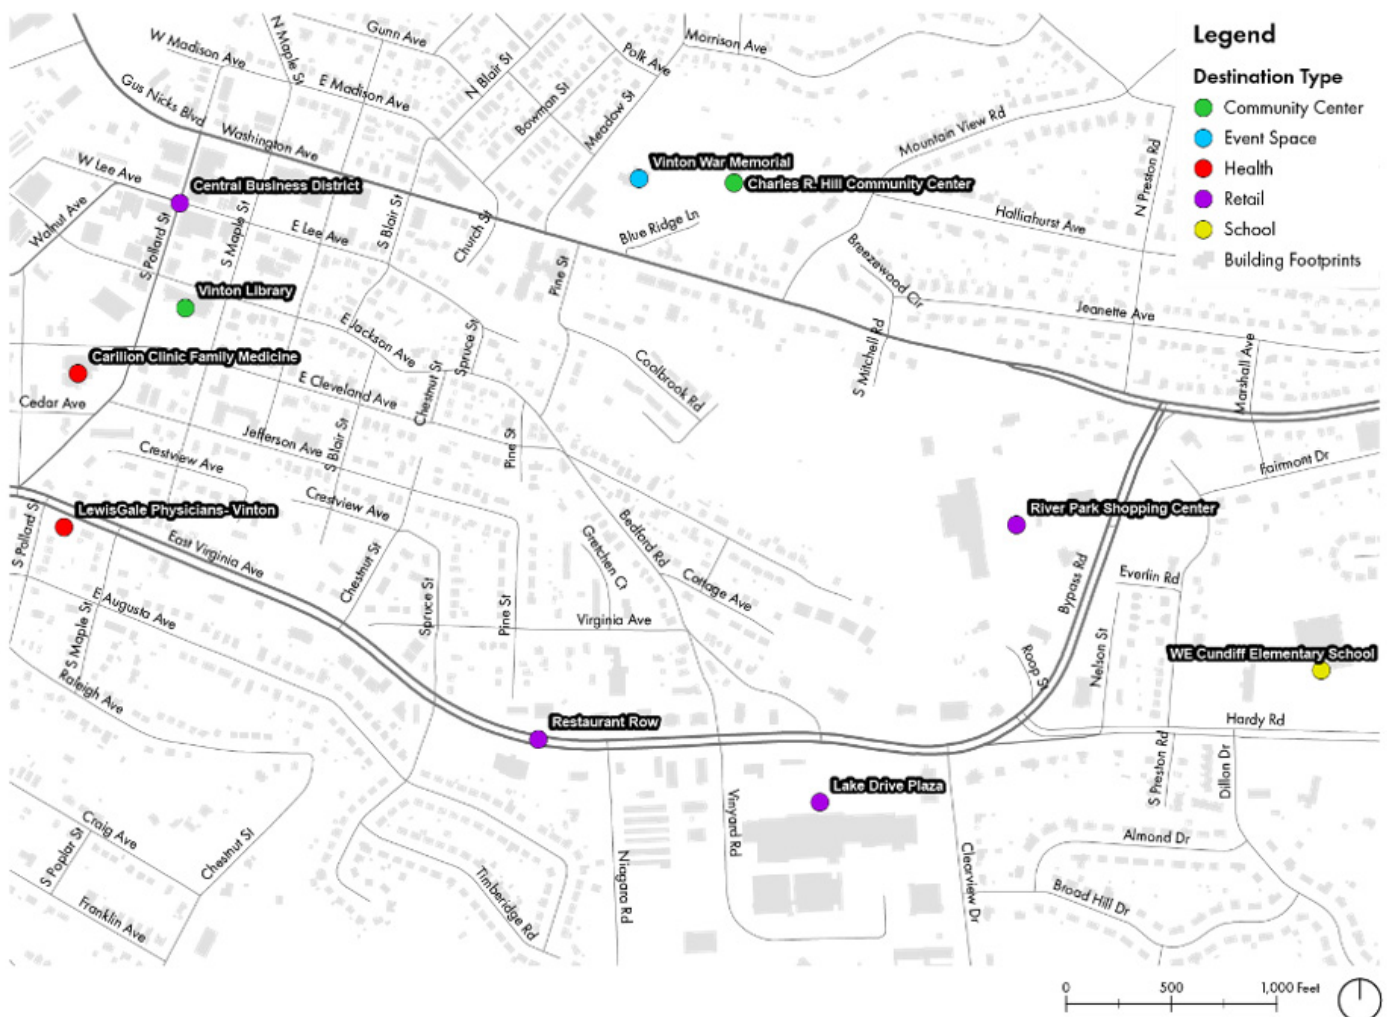 Legend
Destination Type
Community Center
Event Space
Health
Retail
School
Building Footprints
Gunn Ave
N Maple St
W Madison Ave
Morrison Ave
Polk Ave
N Blair St
E Madison Ave
Gus Nicks Blvd
Bowman St
Meadow St
Mountain View Rd
Washington Ave
N Preston Rd
Vinton War Memorial
W Lee Ave
Central Business District
Charles R. Hill Community Center
Walnut Ave
S Pollard St
S Maple St
E Lee Ave
S Blair St
Church St
Blue Ridge Ln
Halliahurst Ave
Breezewood Cir
Pine St
Vinton Library
Jeanette Ave
E Jackson Ave
Spruce St
Carilion Clinic Family Medicine
S Mitchell Rd
Marshall Ave
Coolbrook Rd
Chestnut St
E Cleveland Ave
Cedar Ave
Jefferson Ave
S Blair St
Pine St
Crestview Ave
Fairmont Dr
Crestview Ave
LewisGale Physicians- Vinton
River Park Shopping Center
S Pollard St
East Virginia Ave
Bedford Rd
Gretchen Ct
Chestnut St
Cottage Ave
Bypass Rd
Everlin Rd
E Augusta Ave
S Maple St
Spruce St
Pine St
Virginia Ave
Nelson St
Roop St
WE Cundiff Elementary School
Raleigh Ave
Restaurant Row
Hardy Rd
S Preston Rd
Dillon Dr
Lake Drive Plaza
Vinyard Rd
Craig Ave
S Poplar St
Chestnut St
Almond Dr
Clearview Dr
Niagara Rd
Timberidge Rd
Broad Hill Dr
Franklin Ave
0 500 1,000 Feet